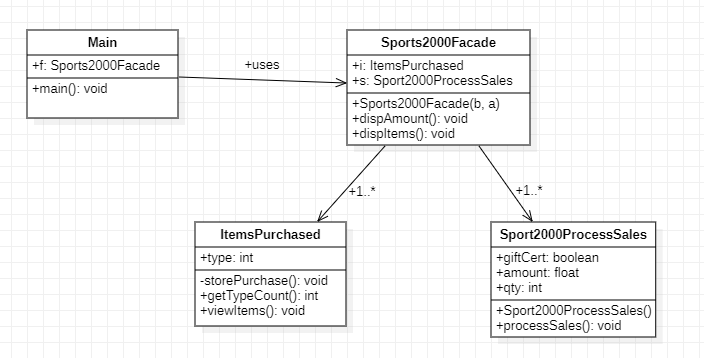 Main
+f: Sports2000Facade
+main(): void
+uses
Sports2000Facade
+i: ItemsPurchased
+s: Sport2000ProcessSales
+Sports2000Facade(b, a)
+dispAmount(): void
+dispItems(): void
+1..*
+1..*
ItemsPurchased
+type: int
-storePurchase(): void
+getTypeCount(): int
+viewItems(): void
Sport2000ProcessSales
+giftCert: boolean
+amount: float
+qty: int
+Sport2000ProcessSales()
+processSales(): void